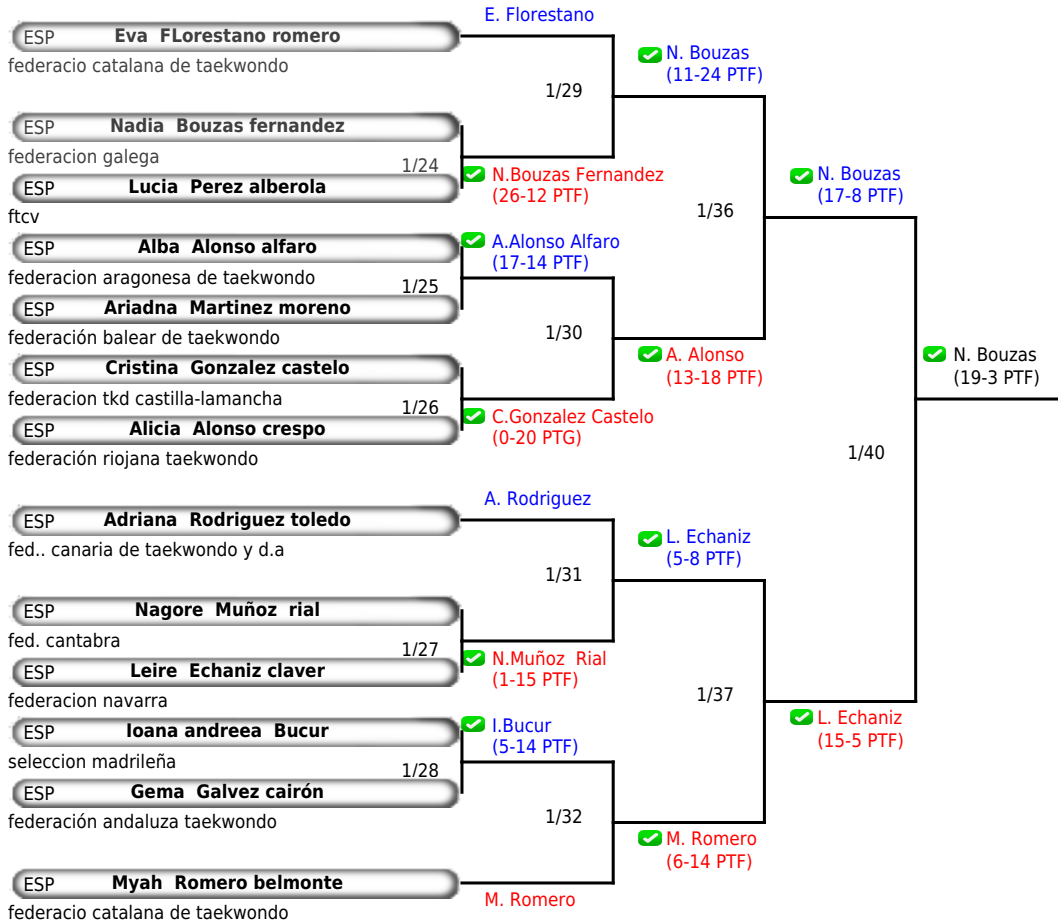 E. Florestano
ESP Eva FLorestano romero
federacio catalana de taekwondo
N. Bouzas
(11-24 PTF)
1/29
ESP Nadia Bouzas fernandez
federacion galega
1/24
N.Bouzas Fernandez
(26-12 PTF)
ESP Lucia Perez alberola
ftcv
N. Bouzas
(17-8 PTF)
1/36
ESP Alba Alonso alfaro
A.Alonso Alfaro
(17-14 PTF)
federacion aragonesa de taekwondo
1/25
ESP Ariadna Martinez moreno
federación balear de taekwondo
1/30
A. Alonso
(13-18 PTF)
N. Bouzas
(19-3 PTF)
ESP Cristina Gonzalez castelo
federacion tkd castilla-lamancha
1/26
C.Gonzalez Castelo
(0-20 PTG)
ESP Alicia Alonso crespo
federación riojana taekwondo
1/40
A. Rodriguez
ESP Adriana Rodriguez toledo
fed.. canaria de taekwondo y d.a
L. Echaniz
(5-8 PTF)
1/31
ESP Nagore Muñoz rial
fed. cantabra
1/27
N.Muñoz Rial
(1-15 PTF)
ESP Leire Echaniz claver
federacion navarra
1/37
L. Echaniz
(15-5 PTF)
ESP Ioana andreea Bucur
I.Bucur
(5-14 PTF)
seleccion madrileña
1/28
ESP Gema Galvez cairón
federación andaluza taekwondo
1/32
M. Romero
(6-14 PTF)
ESP Myah Romero belmonte
M. Romero
federacio catalana de taekwondo